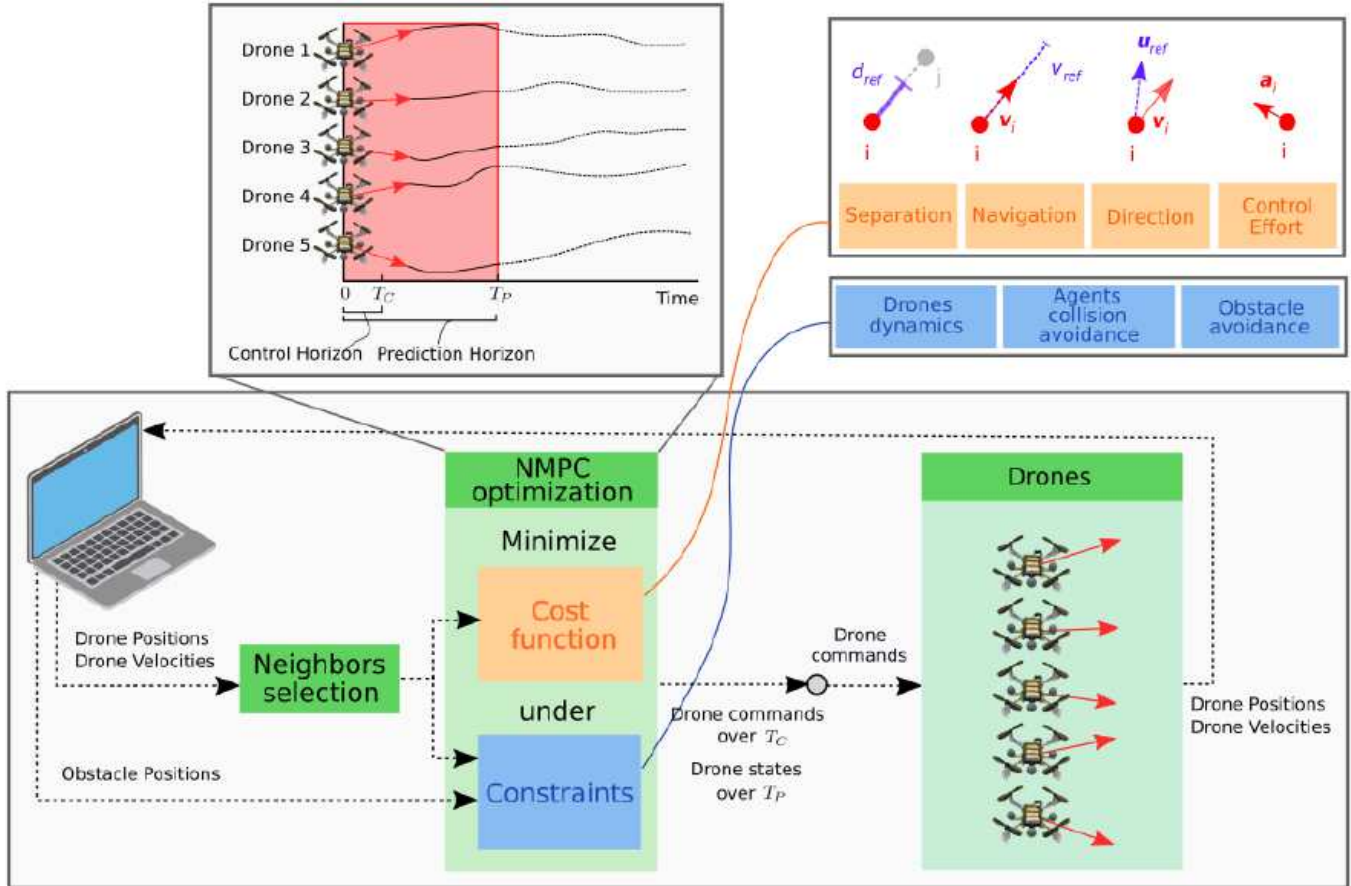 Drone 1
Drone 2
Drone 3
Drone 4
Drone 5
0
T_C
T_P
Time
Control Horizon
Prediction Horizon
d_ref
j
i
v_ref
v_i
i
u_ref
v_i
i
a_i
i
Separation
Navigation
Direction
Control
Effort
Drones
dynamics
Agents
collision
avoidance
Obstacle
avoidance
NMPC
optimization
Minimize
Cost
function
under
Constraints
Drone Positions
Drone Velocities
Neighbors
selection
Obstacle Positions
Drone commands
over T_C
Drone states
over T_P
Drone
commands
Drones
Drone Positions
Drone Velocities